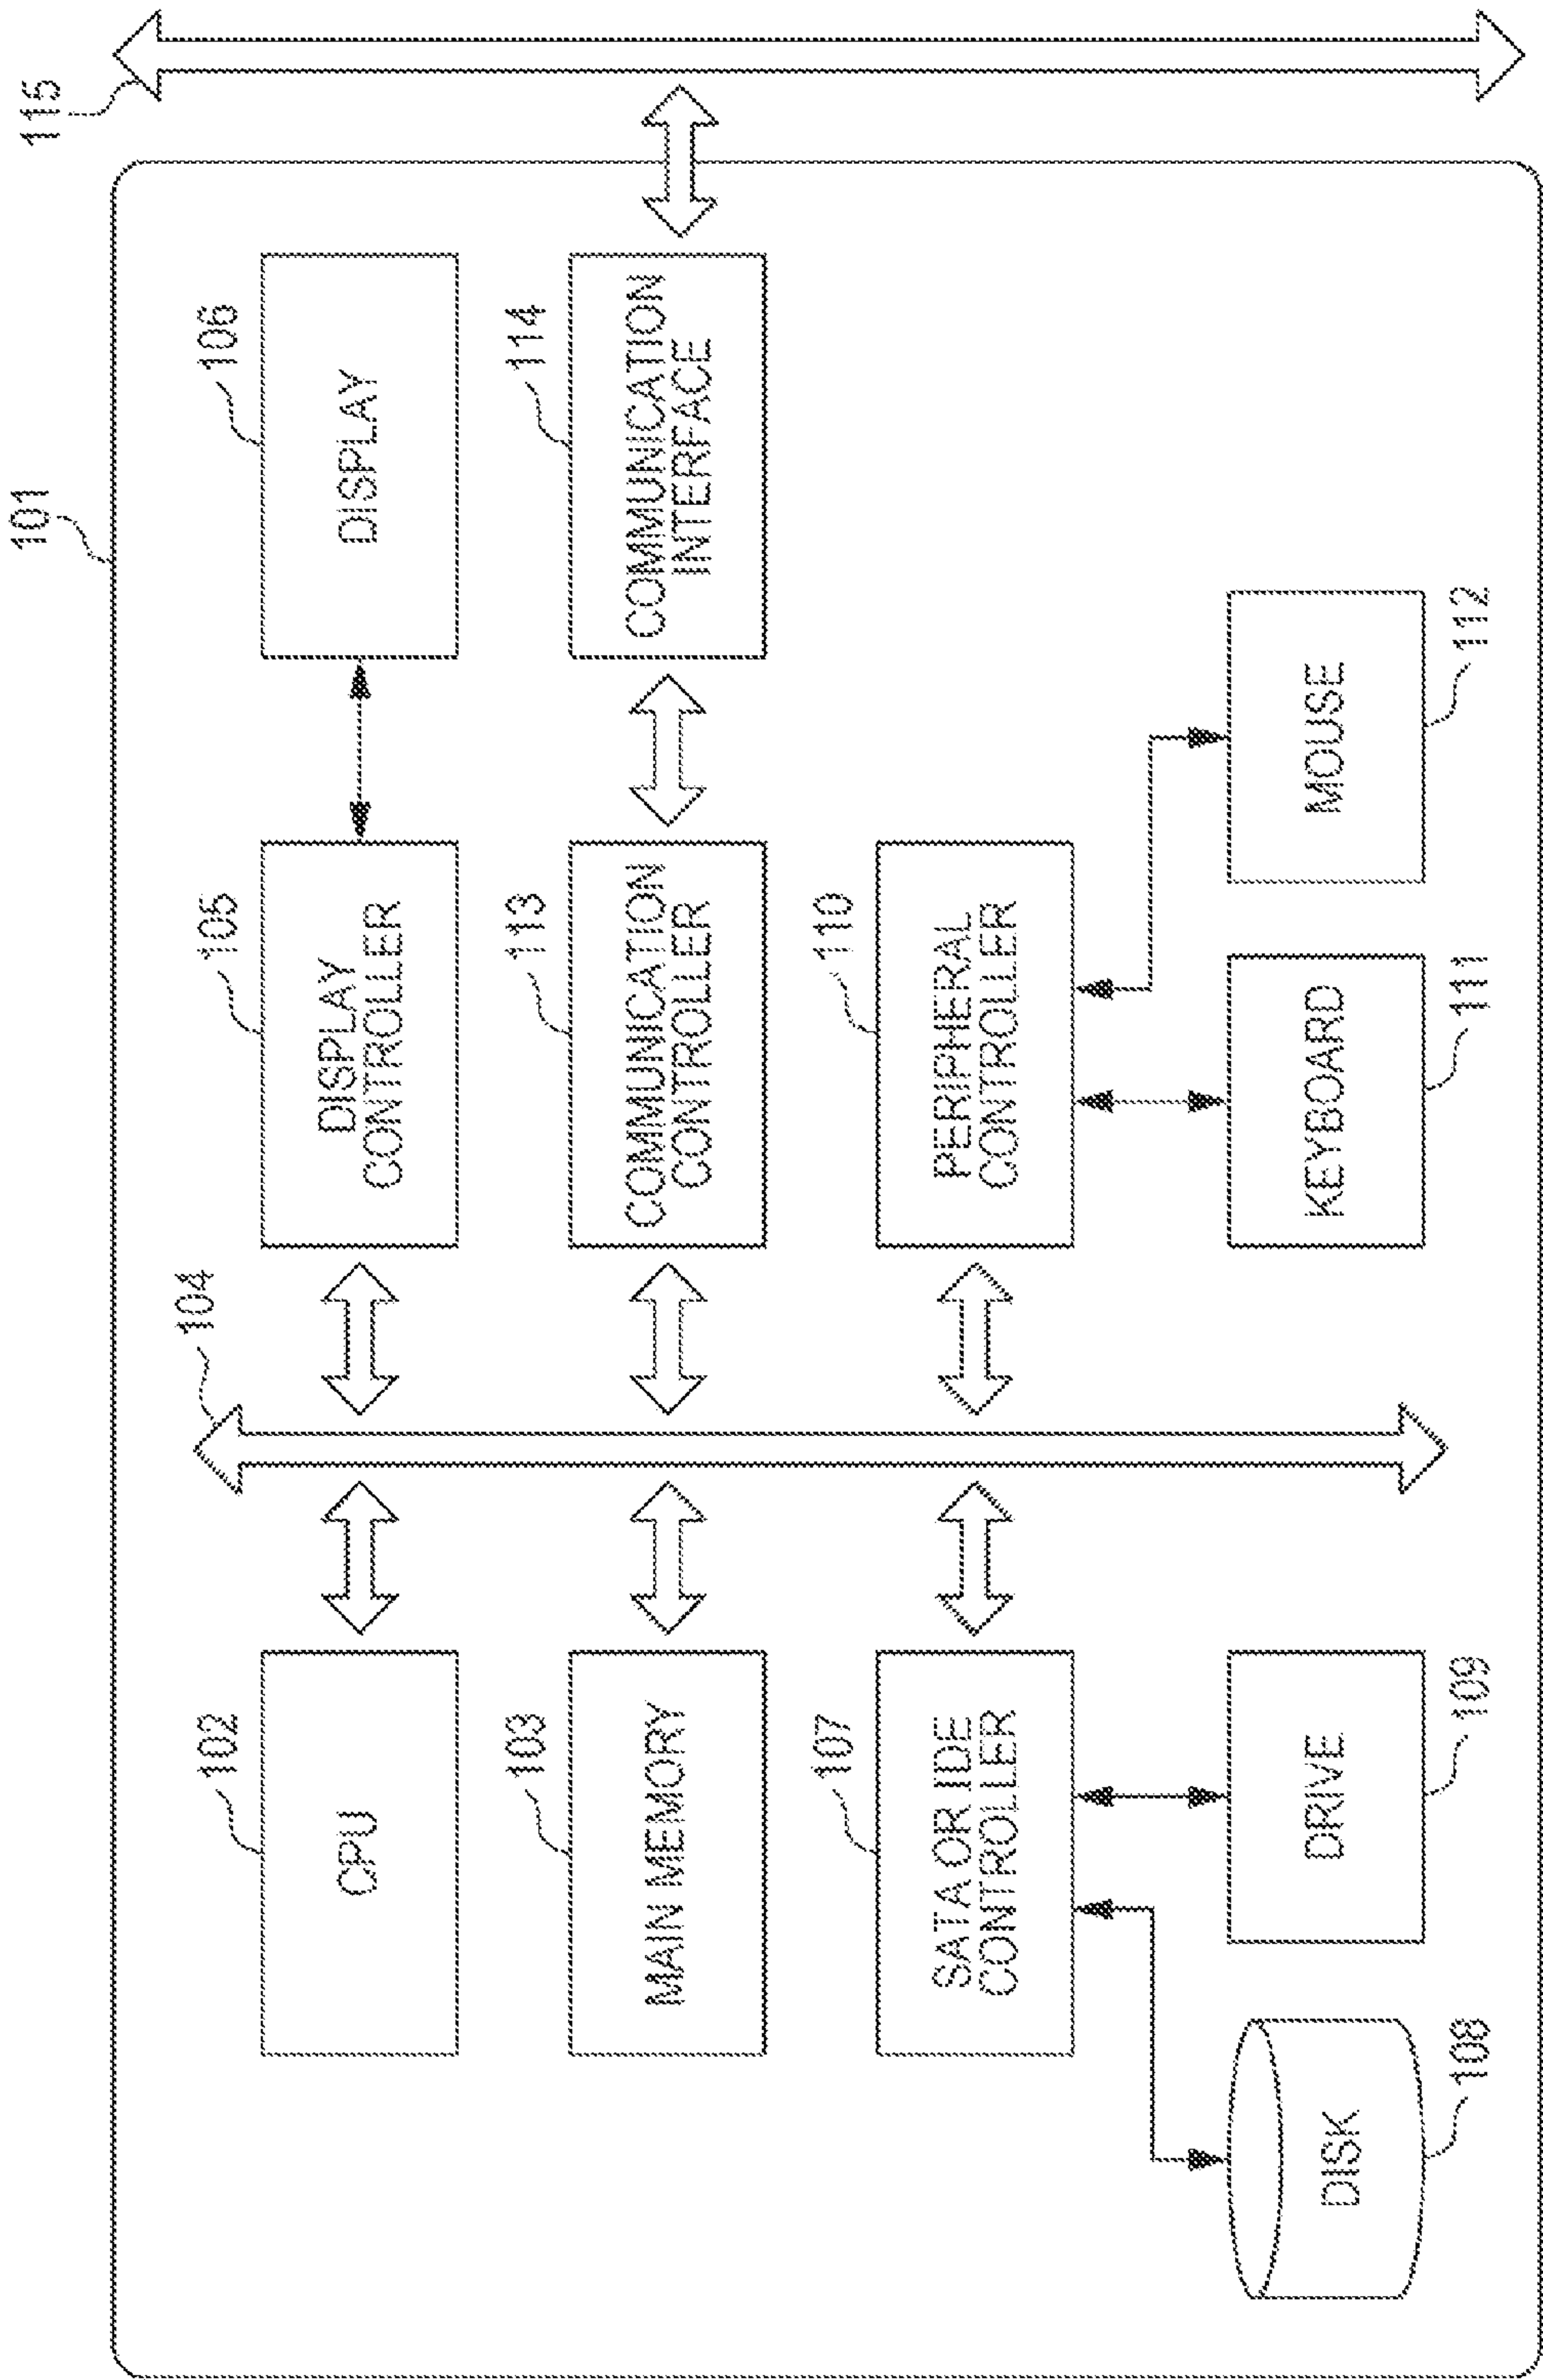 101
115
102
CPU
104
105
DISPLAY
CONTROLLER
106
DISPLAY
103
MAIN MEMORY
113
COMMUNICATION
CONTROLLER
114
COMMUNICATION
INTERFACE
107
SATA OR IDE
CONTROLLER
110
PERIPHERAL
CONTROLLER
DISK
108
DRIVE
109
KEYBOARD
111
MOUSE
112